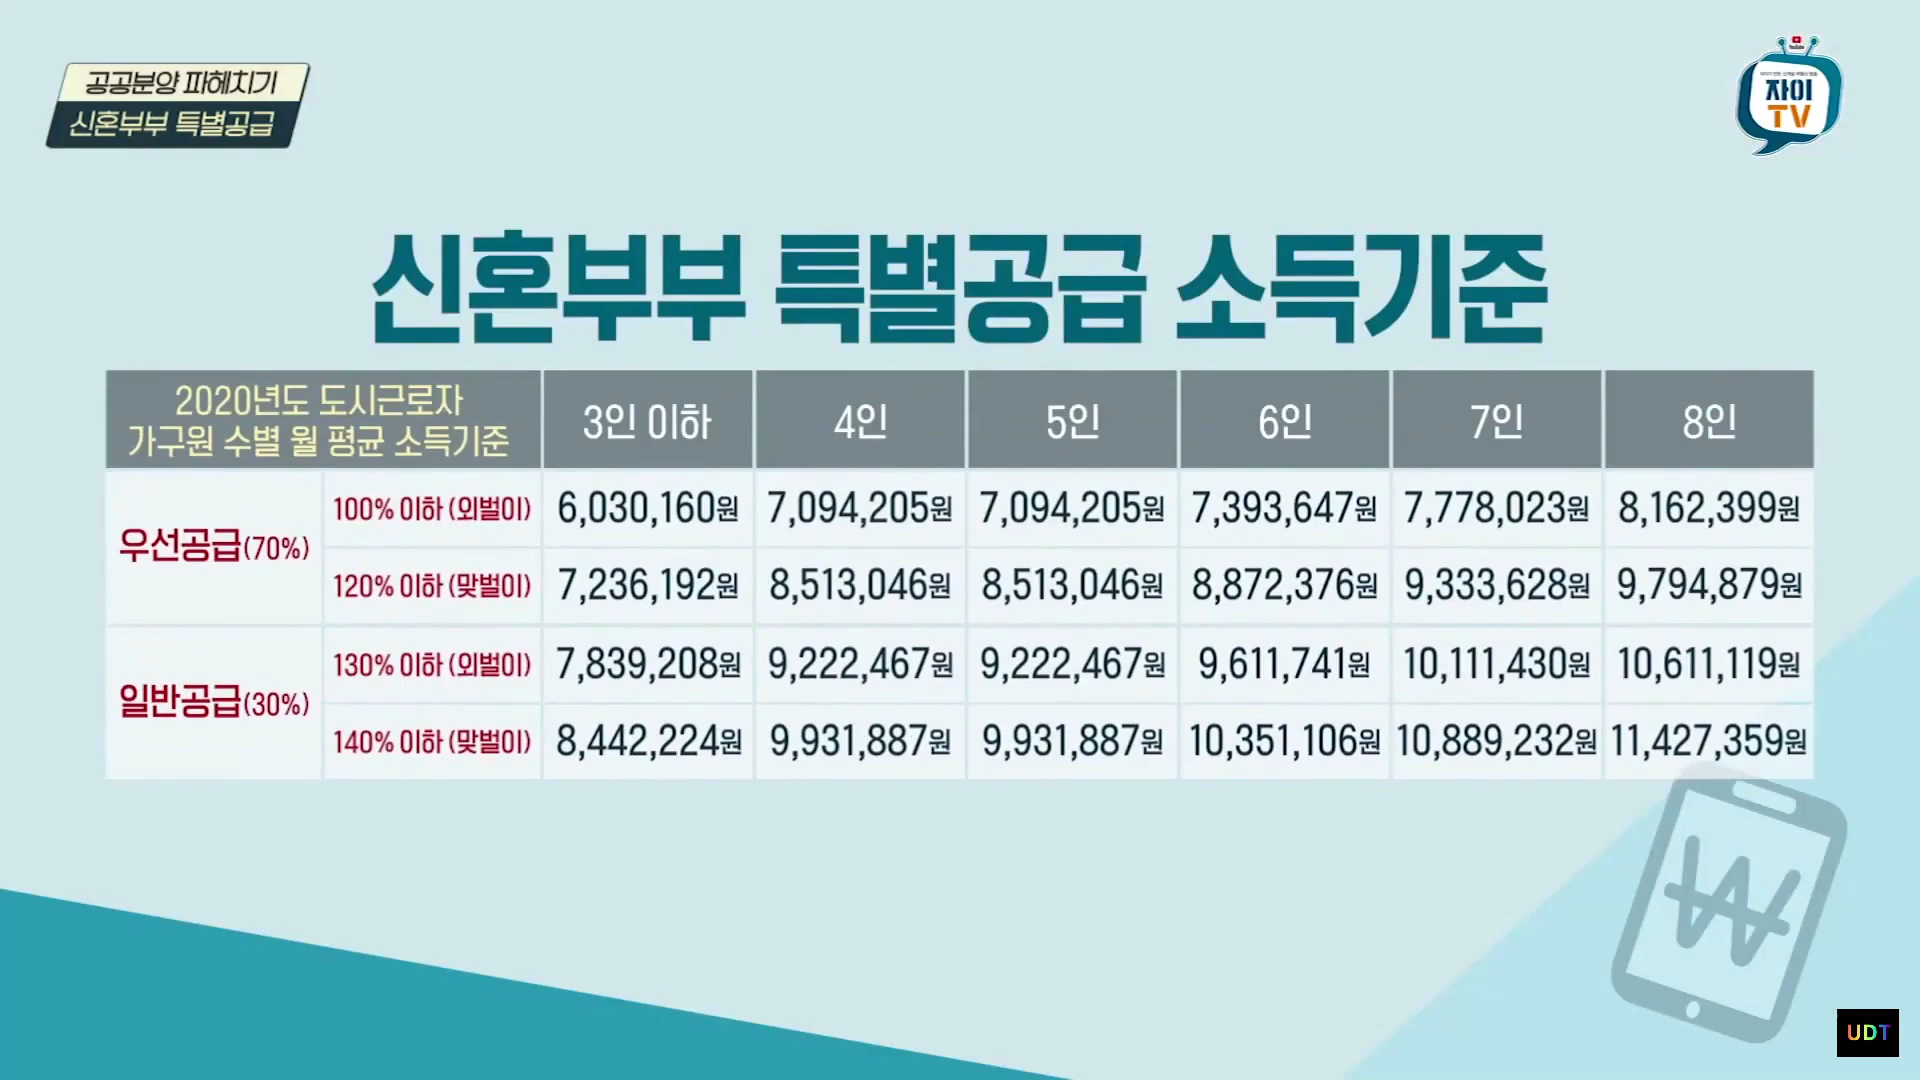 공공분양 파헤치기
신혼부부 특별공급
YouTube
자이
TV
신혼부부 특별공급 소득기준
2020년도 도시근로자
가구원 수별 월 평균 소득기준
3인 이하 4인 5인 6인 7인 8인
우선공급(70%)
100% 이하 (외벌이) 6,030,160원 7,094,205원 7,094,205원 7,393,647원 7,778,023원 8,162,399원
120% 이하 (맞벌이) 7,236,192원 8,513,046원 8,513,046원 8,872,376원 9,333,628원 9,794,879원
일반공급(30%)
130% 이하 (외벌이) 7,839,208원 9,222,467원 9,222,467원 9,611,741원 10,111,430원 10,611,119원
140% 이하 (맞벌이) 8,442,224원 9,931,887원 9,931,887원 10,351,106원 10,889,232원 11,427,359원
UDT